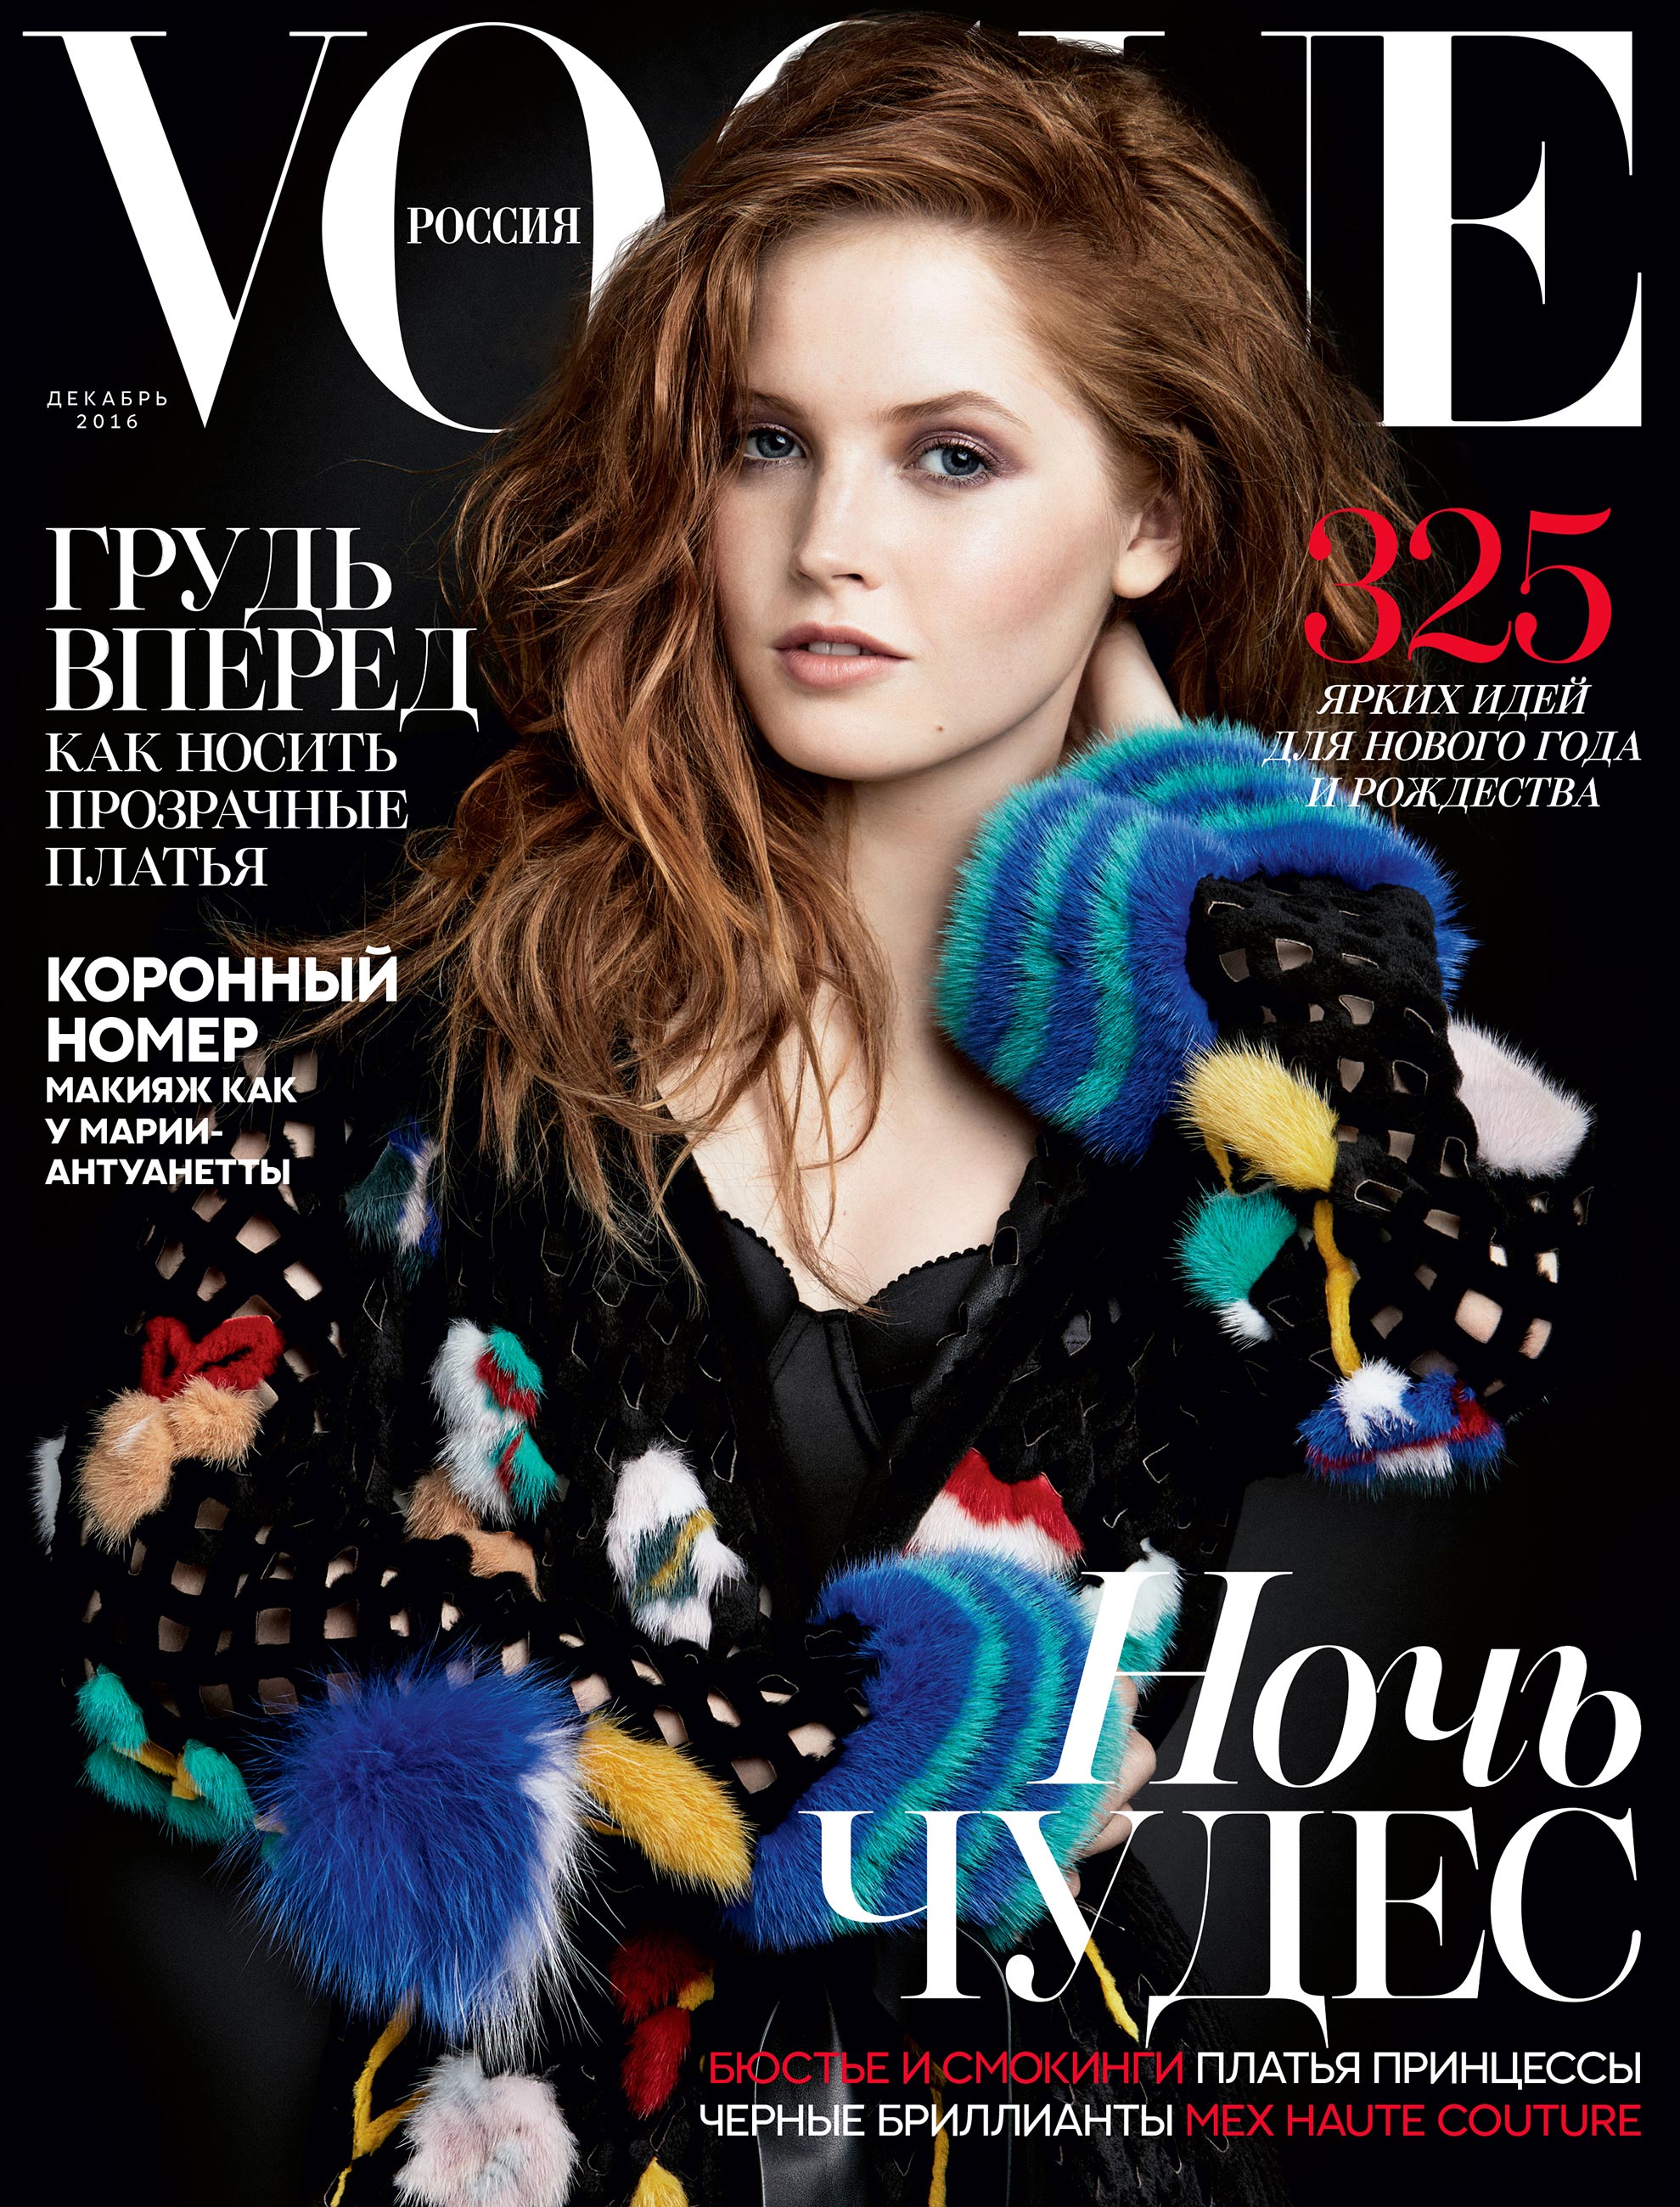 VOGUE
РОССИЯ
ДЕКАБРЬ
2016
ГРУДЬ
ВПЕРЕД
КАК НОСИТЬ
ПРОЗРАЧНЫЕ
ПЛАТЬЯ
КОРОННЫЙ
НОМЕР
МАКИЯЖ КАК
У МАРИИ-
АНТУАНЕТТЫ
325
ЯРКИХ ИДЕЙ
ДЛЯ НОВОГО ГОДА
И РОЖДЕСТВА
Ночь
ЧУДЕС
БЮСТЬЕ И СМОКИНГИ ПЛАТЬЯ ПРИНЦЕССЫ
ЧЕРНЫЕ БРИЛЛИАНТЫ МЕХ HAUTE COUTURE